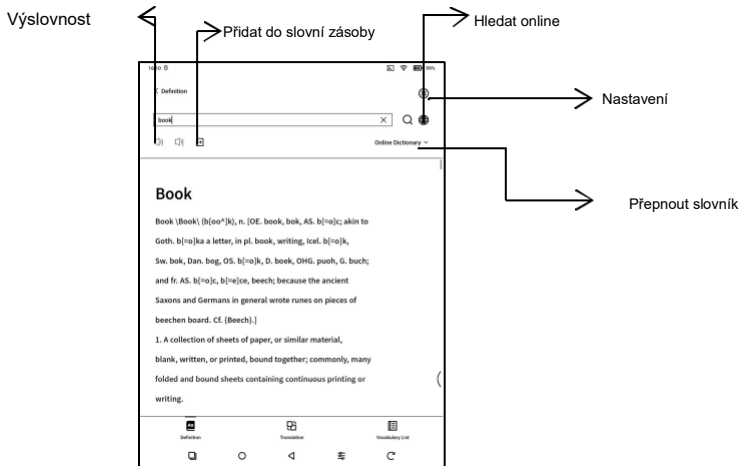 Výslovnost
Přidat do slovní zásoby
Hledat online
16:10
99%
Definition
Nastavení
book
Online Dictionary
Přepnout slovník
Book
Book \Book\ (b[oo^]k), n. [OE. book, bok, AS. b[=o]c; akin to
Goth. b[=o]ka a letter, in pl. book, writing, Icel. b[=o]k,
Sw. bok, Dan. bog, OS. b[=o]k, D. boek, OHG. puoh, G. buch;
and fr. AS. b[=o]c, b[=e]ce, beech; because the ancient
Saxons and Germans in general wrote runes on pieces of
beechen board. Cf. {Beech}.]
1. A collection of sheets of paper, or similar material,
blank, written, or printed, bound together; commonly, many
folded and bound sheets containing continuous printing or
writing.
Definition
Translation
Vocabulary List